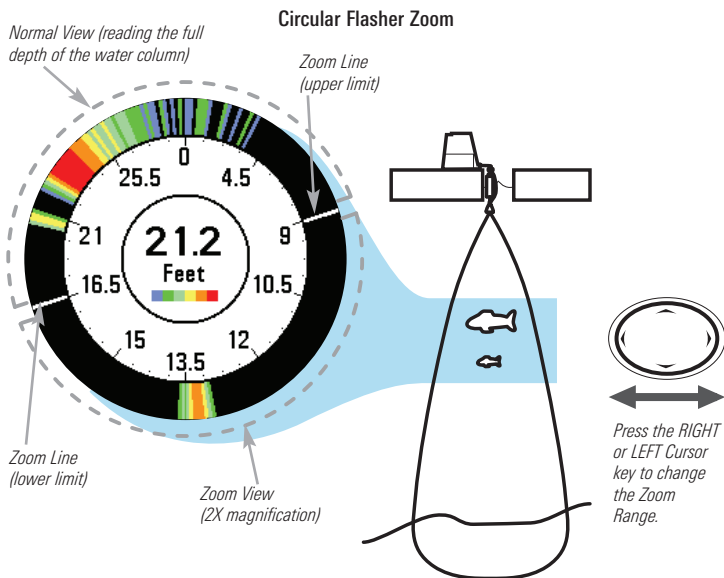 Circular Flasher Zoom
Normal View (reading the full
depth of the water column)
Zoom Line
(upper limit)
0
4.5
9
10.5
12
13.5
15
16.5
21
25.5
21.2
Feet
Zoom Line
(lower limit)
Zoom View
(2X magnification)
Press the RIGHT
or LEFT Cursor
key to change
the Zoom
Range.